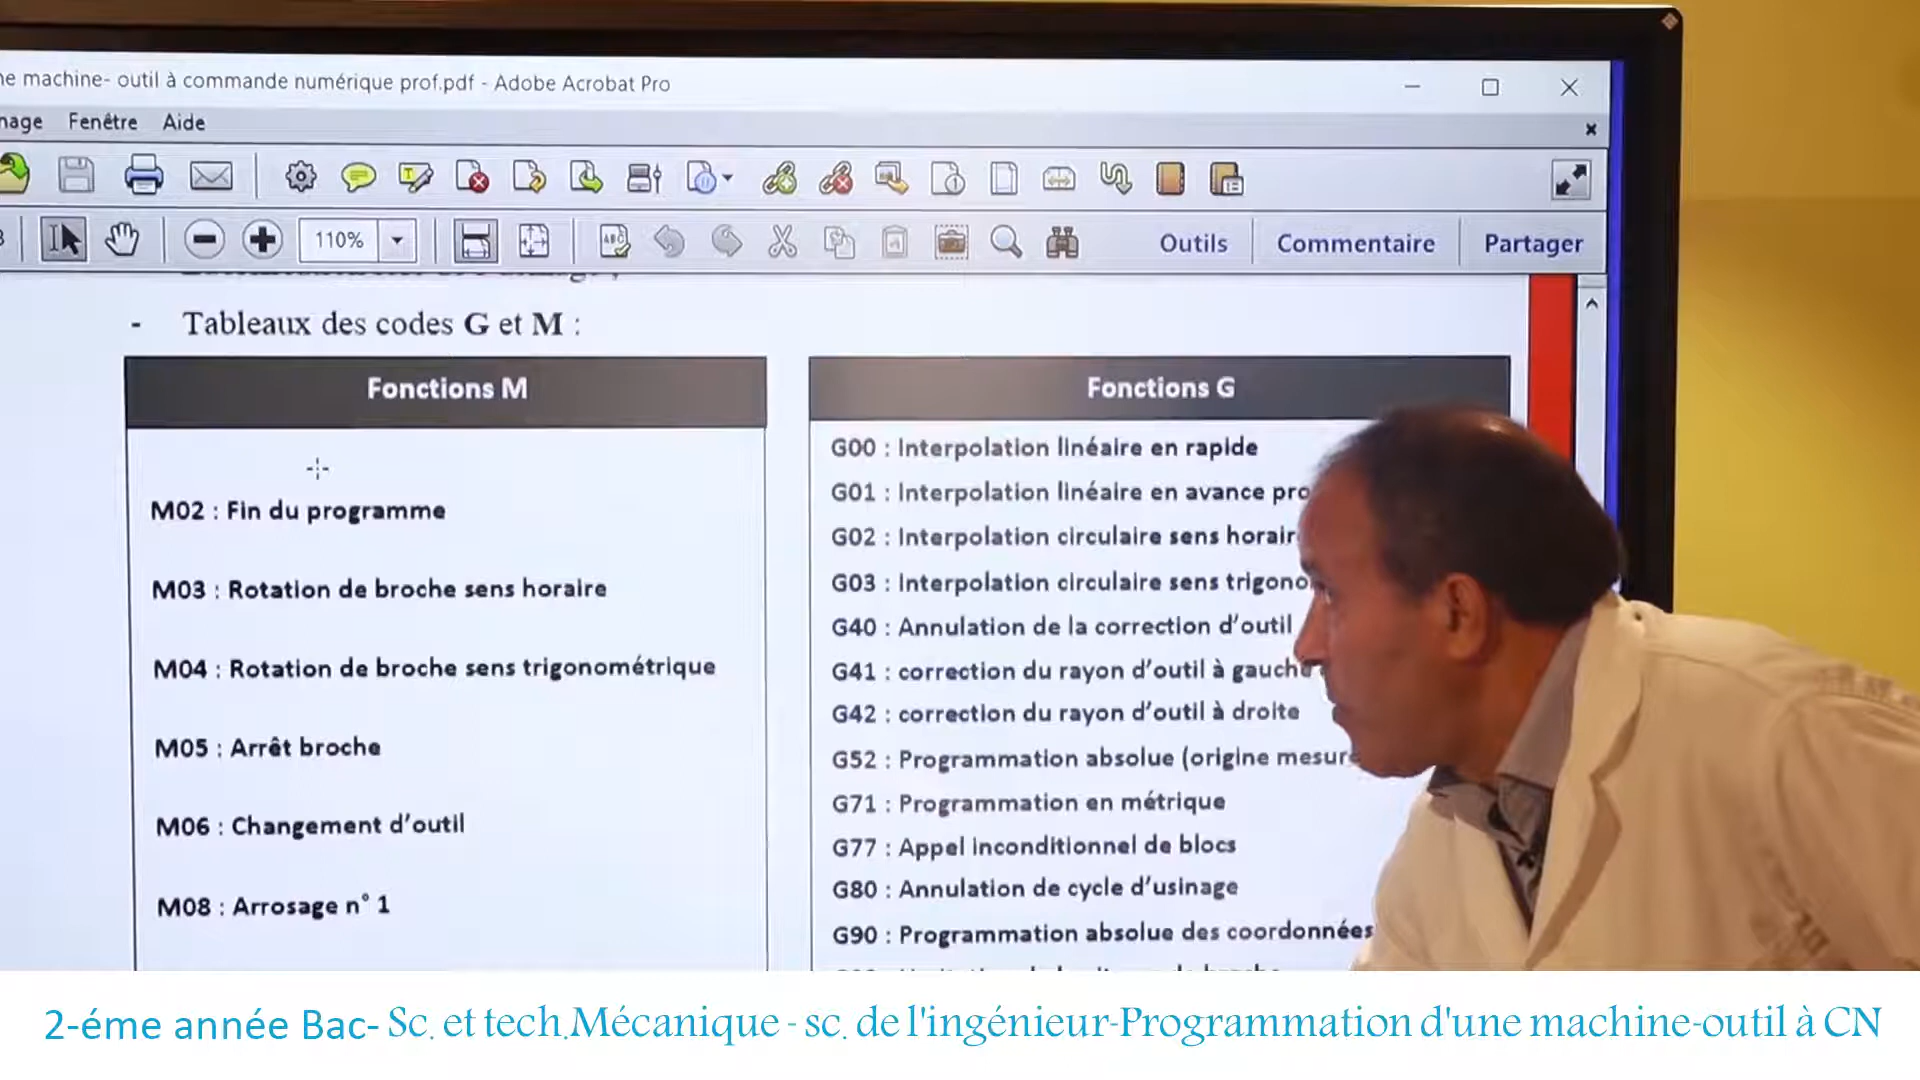 ne machine- outil à commande numérique prof.pdf - Adobe Acrobat Pro
nage Fenêtre Aide
110%
Outils Commentaire Partager
- Tableaux des codes G et M :
Fonctions M
M02 : Fin du programme
M03 : Rotation de broche sens horaire
M04 : Rotation de broche sens trigonométrique
M05 : Arrêt broche
M06 : Changement d'outil
M08 : Arrosage n° 1
Fonctions G
G00 : Interpolation linéaire en rapide
G01 : Interpolation linéaire en avance pro
G02 : Interpolation circulaire sens horair
G03 : Interpolation circulaire sens trigono
G40 : Annulation de la correction d'outil
G41 : correction du rayon d'outil à gauche
G42 : correction du rayon d'outil à droite
G52 : Programmation absolue (origine mesure
G71 : Programmation en métrique
G77 : Appel inconditionnel de blocs
G80 : Annulation de cycle d'usinage
G90 : Programmation absolue des coordonnées
2-éme année Bac- Sc. et tech.Mécanique - sc. de l'ingénieur-Programmation d'une machine-outil à CN